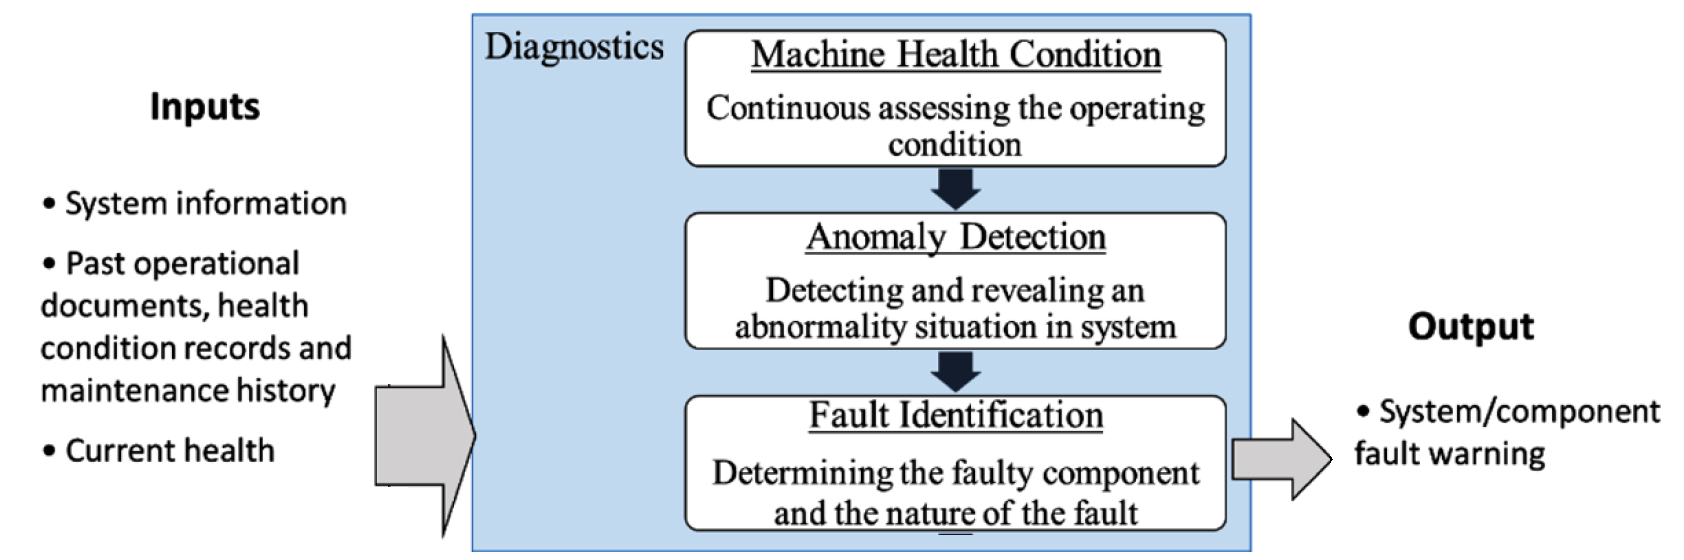 Inputs
• System information
• Past operational
documents, health
condition records and
maintenance history
• Current health
Diagnostics
Machine Health Condition
Continuous assessing the operating
condition
Anomaly Detection
Detecting and revealing an
abnormality situation in system
Fault Identification
Determining the faulty component
and the nature of the fault
Output
• System/component
fault warning